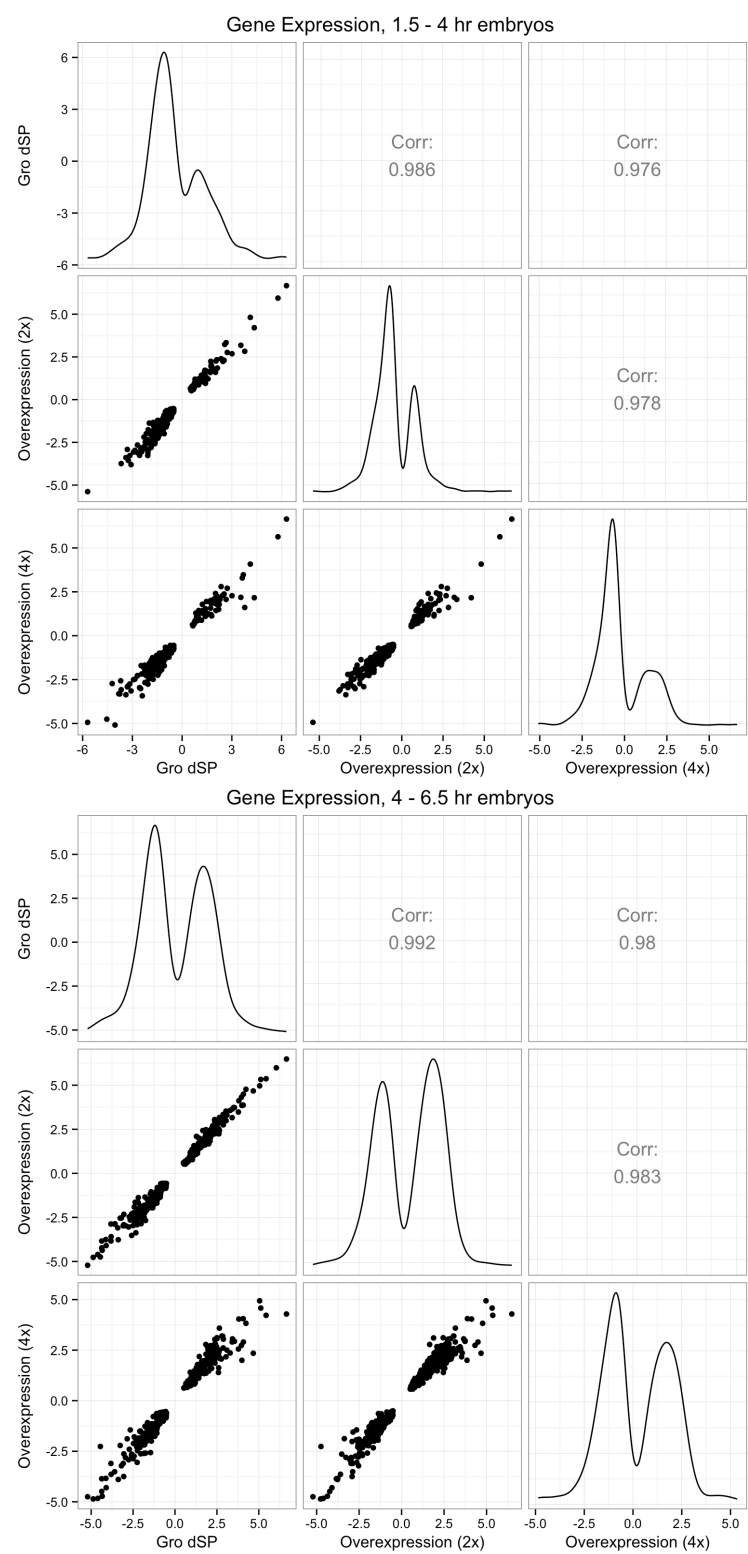 Gene Expression, 1.5 - 4 hr embryos
6
3
0
-3
-6
Gro dSP
Corr:
0.986
Corr:
0.976
5.0
2.5
0.0
-2.5
-5.0
Overexpression (2x)
Corr:
0.978
5.0
2.5
0.0
-2.5
-5.0
Overexpression (4x)
-6 -3 0 3 6
Gro dSP
-5.0 -2.5 0.0 2.5 5.0
Overexpression (2x)
-5.0 -2.5 0.0 2.5 5.0
Overexpression (4x)
Gene Expression, 4 - 6.5 hr embryos
5.0
2.5
0.0
-2.5
-5.0
Gro dSP
Corr:
0.992
Corr:
0.98
5.0
2.5
0.0
-2.5
-5.0
Overexpression (2x)
Corr:
0.983
5.0
2.5
0.0
-2.5
-5.0
Overexpression (4x)
-5.0 -2.5 0.0 2.5 5.0
Gro dSP
-5.0 -2.5 0.0 2.5 5.0
Overexpression (2x)
-5.0 -2.5 0.0 2.5 5.0
Overexpression (4x)